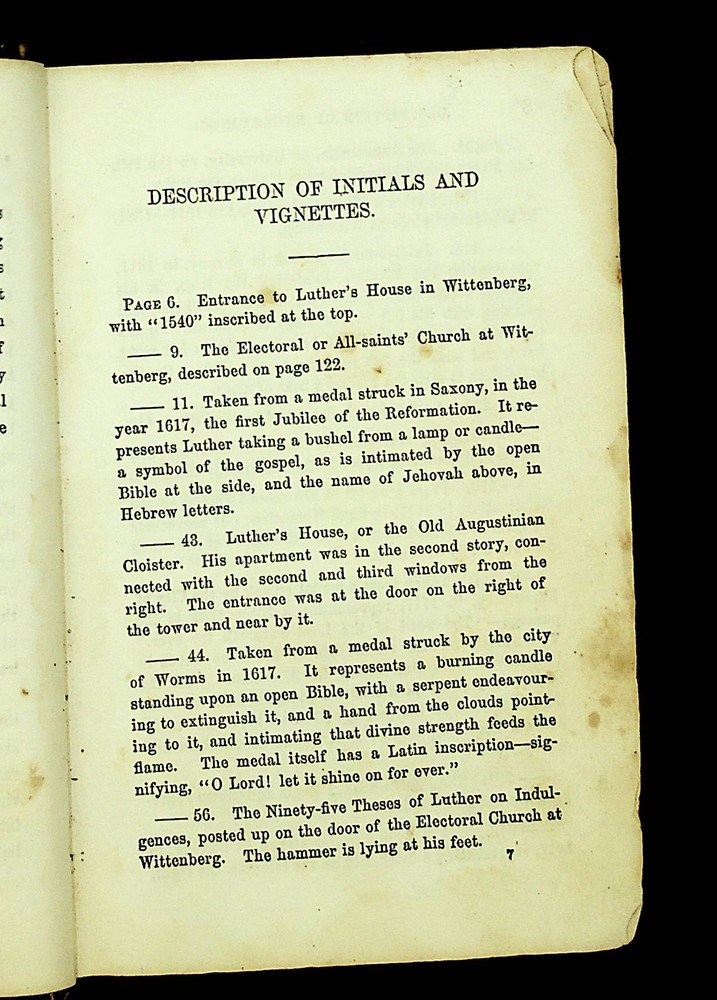 DESCRIPTION OF INITIALS AND
VIGNETTES.
PAGE 6. Entrance to Luther's House in Wittenberg,
with "1540" inscribed at the top.
—— 9. The Electoral or All-saints' Church at Wit-
tenberg, described on page 122.
—— 11. Taken from a medal struck in Saxony, in the
year 1617, the first Jubilee of the Reformation. It re-
presents Luther taking a bushel from a lamp or candle—
a symbol of the gospel, as is intimated by the open
Bible at the side, and the name of Jehovah above, in
Hebrew letters.
—— 43. Luther's House, or the Old Augustinian
Cloister. His apartment was in the second story, con-
nected with the second and third windows from the
right. The entrance was at the door on the right of
the tower and near by it.
—— 44. Taken from a medal struck by the city
of Worms in 1617. It represents a burning candle
standing upon an open Bible, with a serpent endeavour-
ing to extinguish it, and a hand from the clouds point-
ing to it, and intimating that divine strength feeds the
flame. The medal itself has a Latin inscription—sig-
nifying, "O Lord! let it shine on for ever."
—— 56. The Ninety-five Theses of Luther on Indul-
gences, posted up on the door of the Electoral Church at
Wittenberg. The hammer is lying at his feet.
7